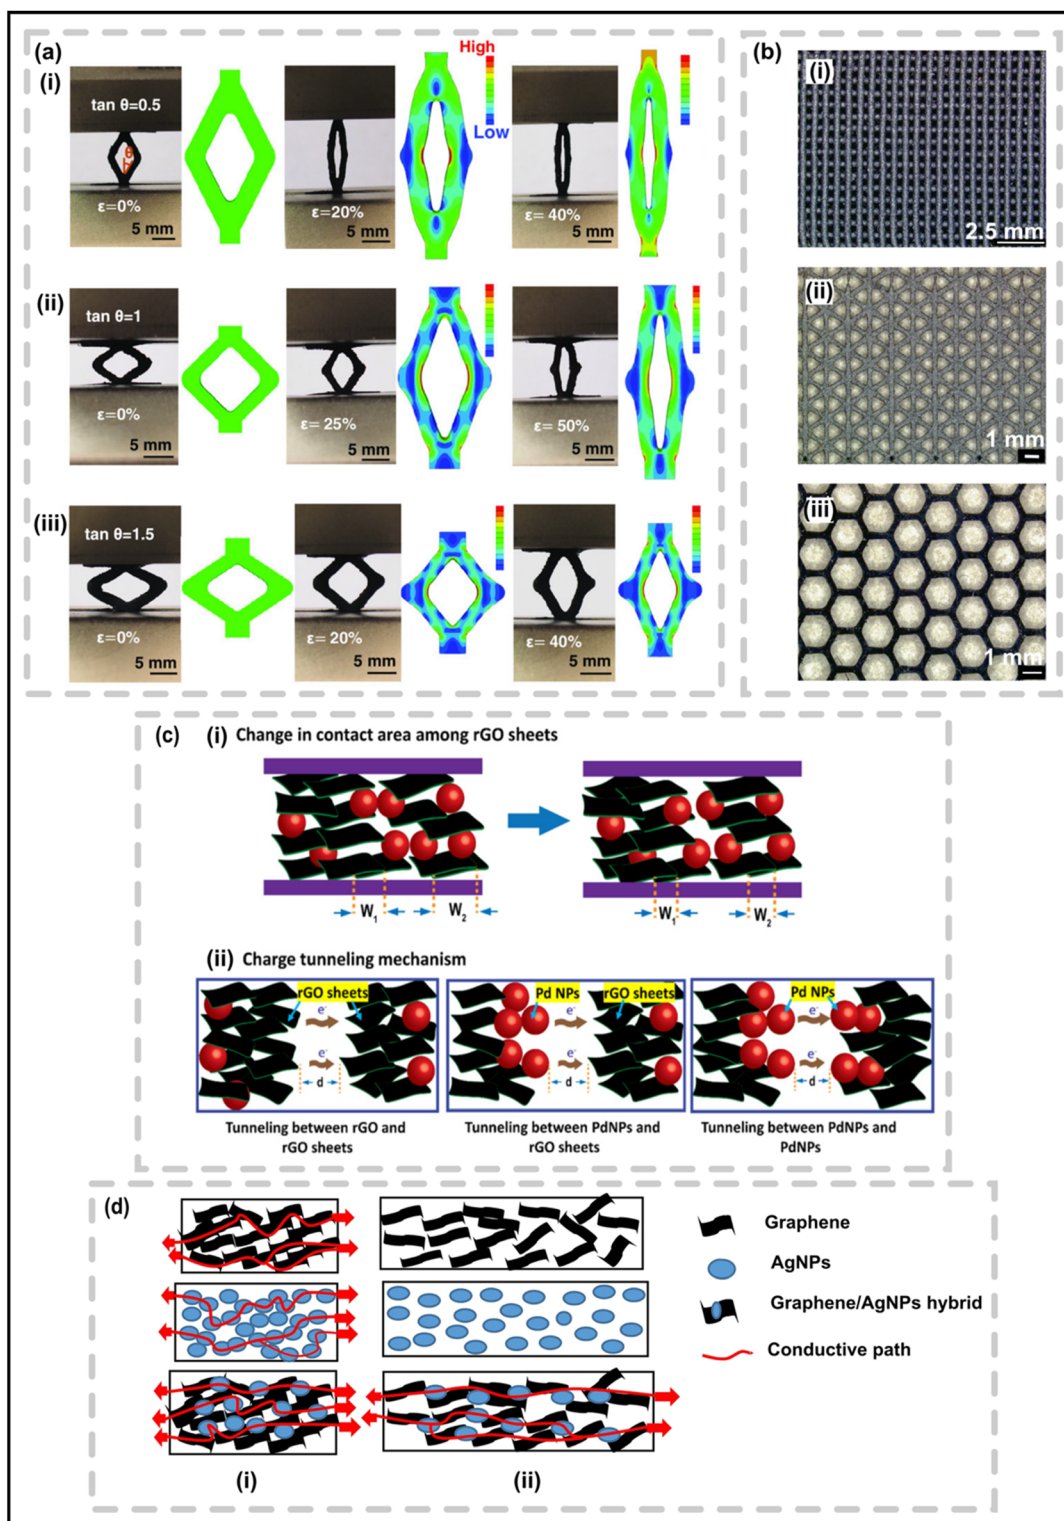 (a)
(i)
tan θ=0.5
θ
ε=0%
5 mm
ε=20%
5 mm
High
Low
ε= 40%
5 mm
(ii)
tan θ=1
ε=0%
5 mm
ε= 25%
5 mm
ε= 50%
5 mm
(iii)
tan θ=1.5
ε=0%
5 mm
ε= 20%
5 mm
ε= 40%
5 mm
(b)
(i)
2.5 mm
(ii)
1 mm
(iii)
1 mm
(c)
(i) Change in contact area among rGO sheets
W1
W2
W1
W2
(ii) Charge tunneling mechanism
rGO sheets
e-
e-
d
Tunneling between rGO and
rGO sheets
Pd NPs
rGO sheets
e-
e-
d
Tunneling between PdNPs and
rGO sheets
Pd NPs
e-
e-
d
Tunneling between PdNPs and
PdNPs
(d)
Graphene
AgNPs
Graphene/AgNPs hybrid
Conductive path
(i)
(ii)